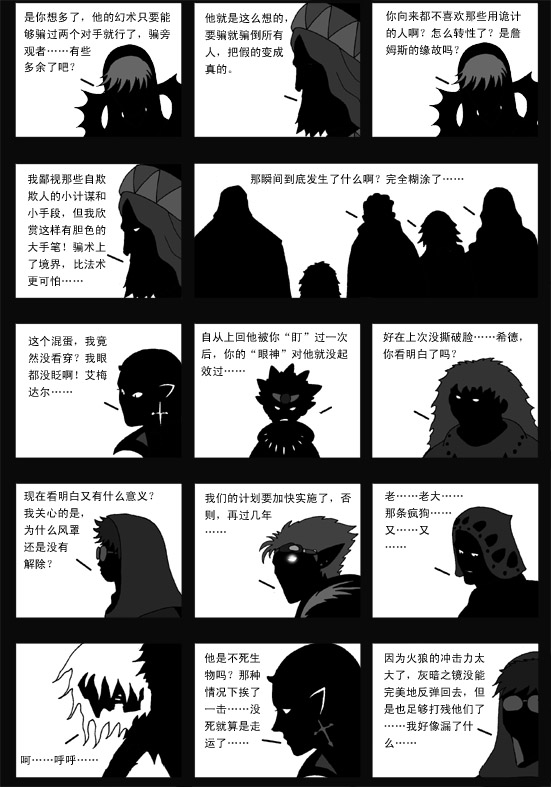 是你想多了，他的幻术只要能
够骗过两个对手就行了，骗旁
观者……有些
多余了吧？
他就是这么想的，
要骗就骗倒所有
人，把假的变成
真的。
你向来都不喜欢那些用诡计
的人啊？怎么转性了？是詹
姆斯的缘故吗？
我鄙视那些自欺
欺人的小计谋和
小手段，但我欣
赏这样有胆色的
大手笔！骗术上
了境界，比法术
更可怕……
那瞬间到底发生了什么啊？完全糊涂了……
这个混蛋，我竟
然没看穿？我眼
都没眨啊！艾梅
达尔……
自从上回他被你“盯”过一次
后，你的“眼神”对他就没起
效过……
好在上次没撕破脸……希德，
你看明白了吗？
现在看明白又有什么意义？
我关心的是，
为什么风罩
还是没有
解除？
我们的计划要加快实施了，否
则，再过几年
……
老……老大……
那条疯狗……
又……又
……
呵……呼呼……
他是不死生
物吗？那种
情况下挨了
一击……没
死就算是走
运了……
因为火狼的冲击力太
大了，灰暗之镜没能
完美地反弹回去，但
是也足够打残他们了
……我好像漏了什
么……